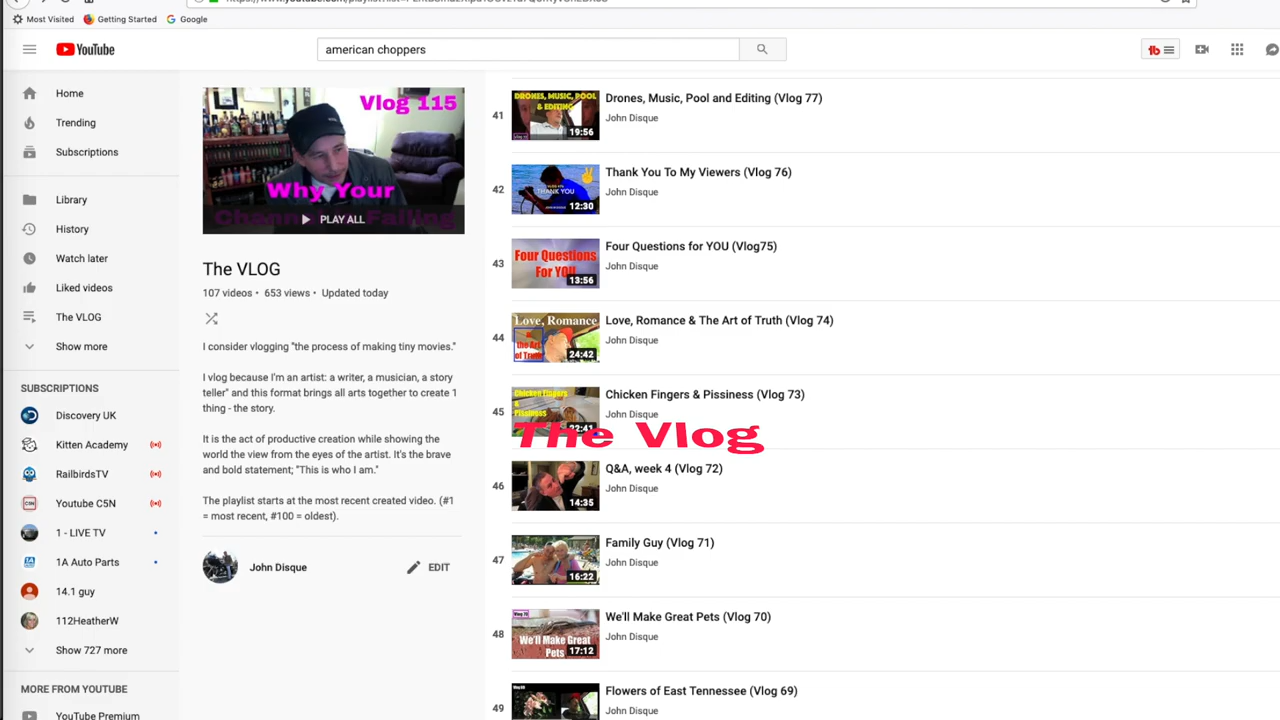 Most Visited Getting Started Google
YouTube
american choppers
Home
Trending
Subscriptions
Library
History
Watch later
Liked videos
The VLOG
Show more
SUBSCRIPTIONS
Discovery UK
Kitten Academy
RailbirdsTV
Youtube C5N
1 - LIVE TV
1A Auto Parts
14.1 guy
112HeatherW
Show 727 more
MORE FROM YOUTUBE
YouTube Premium
Vlog 115
Why Your
Channel Failing
PLAY ALL
The VLOG
107 videos • 653 views • Updated today
I consider vlogging "the process of making tiny movies."
I vlog because I'm an artist: a writer, a musician, a story
teller" and this format brings all arts together to create 1
thing - the story.
It is the act of productive creation while showing the
world the view from the eyes of the artist. It's the brave
and bold statement; "This is who I am."
The playlist starts at the most recent created video. (#1
= most recent, #100 = oldest).
John Disque
EDIT
41
DRONES, MUSIC, POOL
& EDITING
19:56
Drones, Music, Pool and Editing (Vlog 77)
John Disque
42
THANK YOU
12:30
Thank You To My Viewers (Vlog 76)
John Disque
43
Four Questions
For YOU
13:56
Four Questions for YOU (Vlog75)
John Disque
44
Love, Romance
the Art
of Truth
24:42
Love, Romance & The Art of Truth (Vlog 74)
John Disque
45
Chicken Fingers
&
Pissiness
22:41
Chicken Fingers & Pissiness (Vlog 73)
John Disque
The Vlog
46
14:35
Q&A, week 4 (Vlog 72)
John Disque
47
16:22
Family Guy (Vlog 71)
John Disque
48
Vlog 70
We'll Make Great
Pets
17:12
We'll Make Great Pets (Vlog 70)
John Disque
49
Flowers of East Tennessee (Vlog 69)
John Disque